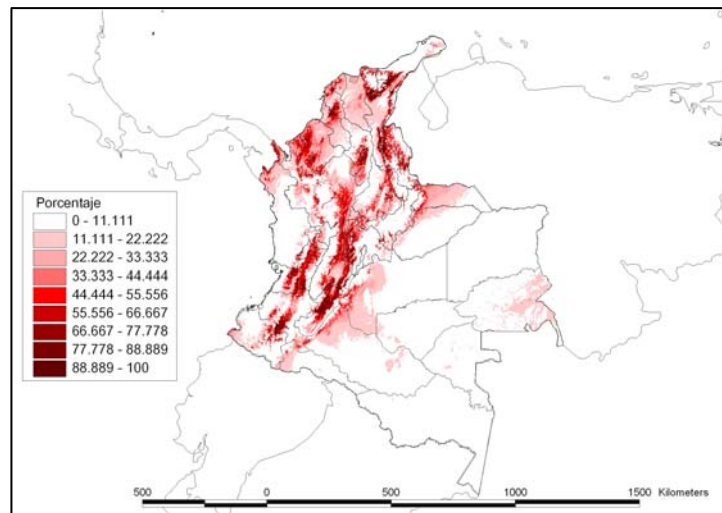 Porcentaje
0 - 11.111
11.111 - 22.222
22.222 - 33.333
33.333 - 44.444
44.444 - 55.556
55.556 - 66.667
66.667 - 77.778
77.778 - 88.889
88.889 - 100
500 0 500 1000 1500 Kilometers